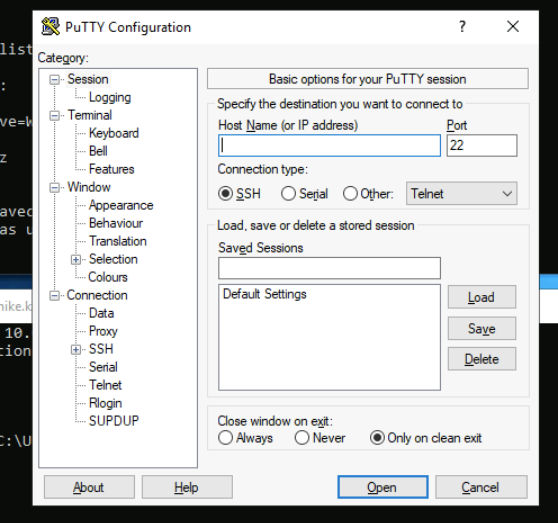 PuTTY Configuration
?
list
Category:
Session
Logging
Terminal
Keyboard
Bell
Features
Window
Appearance
Behaviour
Translation
Selection
Colours
Connection
Data
Proxy
SSH
Serial
Telnet
Rlogin
SUPDUP
Basic options for your PuTTY session
Specify the destination you want to connect to
Host Name (or IP address)
Port
22
Connection type:
SSH
Serial
Other:
Telnet
Load, save or delete a stored session
Saved Sessions
Default Settings
Load
Save
Delete
Close window on exit:
Always
Never
Only on clean exit
About
Help
Open
Cancel
:
ve=
z
aved
as u
nike.k
10.
tion
C:\U